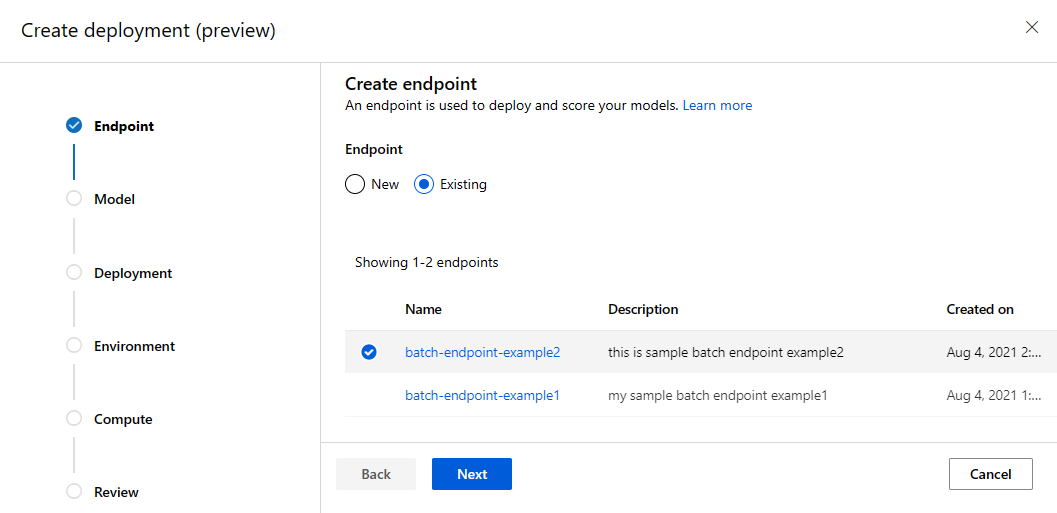 Create deployment (preview)
Endpoint
Model
Deployment
Environment
Compute
Review
Create endpoint
An endpoint is used to deploy and score your models. Learn more
Endpoint
New Existing
Showing 1-2 endpoints
Name Description Created on
batch-endpoint-example2 this is sample batch endpoint example2 Aug 4, 2021 2:...
batch-endpoint-example1 my sample batch endpoint example1 Aug 4, 2021 1:...
Back Next Cancel